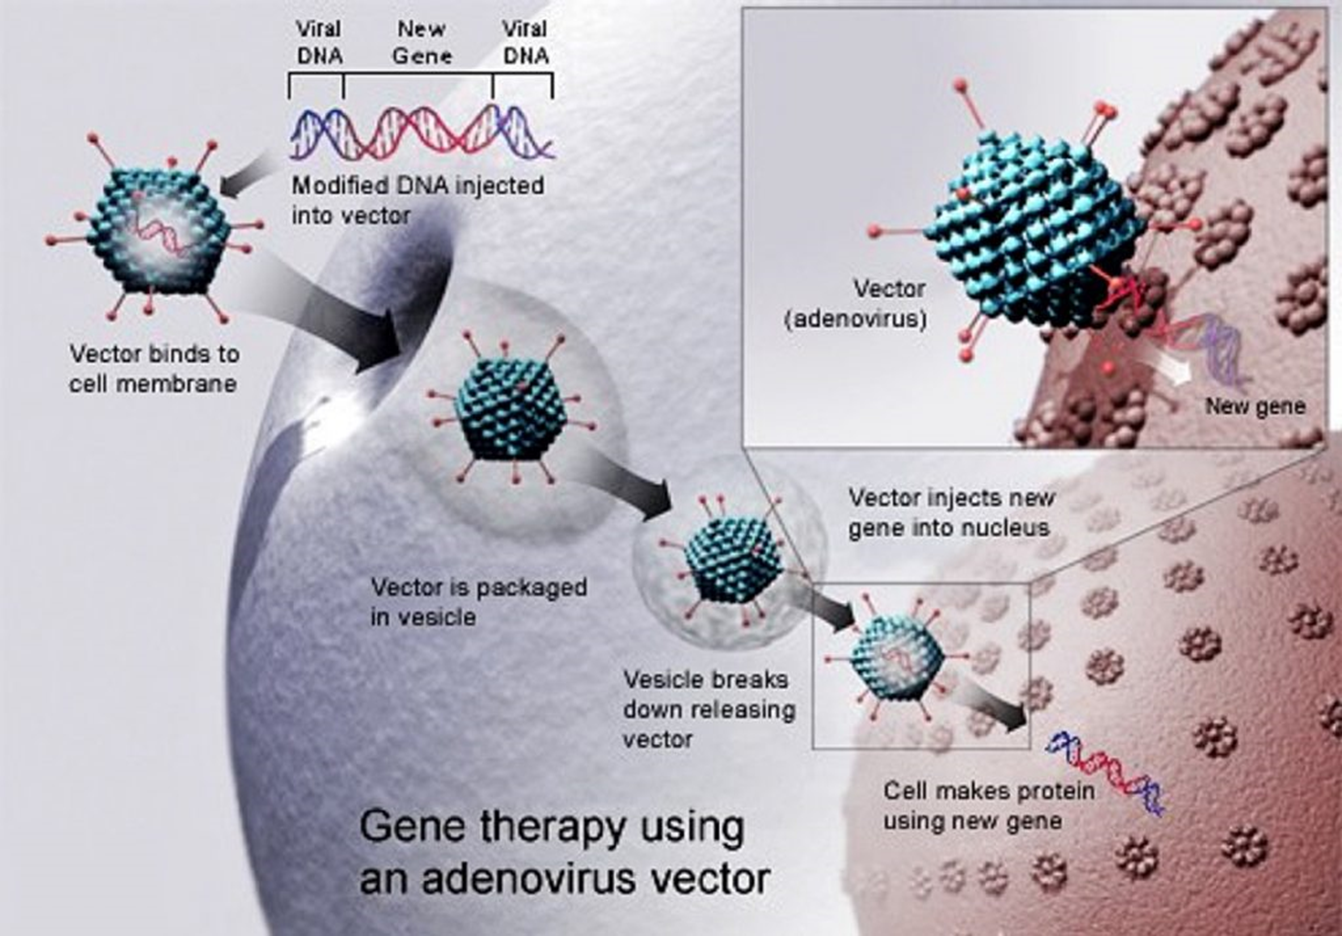 Viral New Viral
DNA Gene DNA
Modified DNA injected
into vector
Vector binds to
cell membrane
Vector
(adenovirus)
New gene
Vector injects new
gene into nucleus
Vector is packaged
in vesicle
Vesicle breaks
down releasing
vector
Cell makes protein
using new gene
Gene therapy using
an adenovirus vector